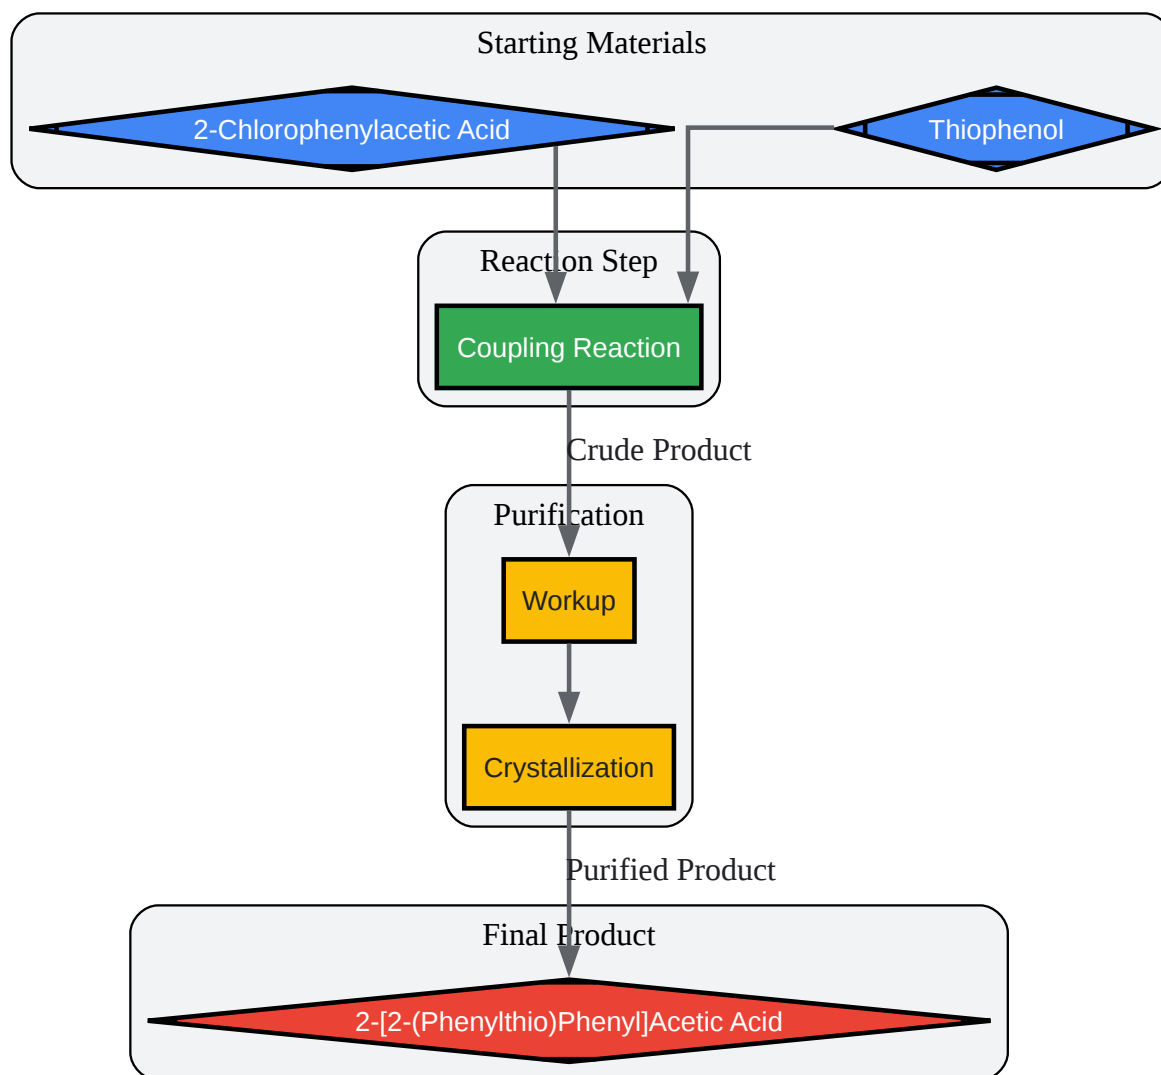 Starting Materials
2-Chlorophenylacetic Acid
Thiophenol
Reaction Step
Coupling Reaction
Crude Product
Purification
Workup
Crystallization
Purified Product
Final Product
2-[2-(Phenylthio)Phenyl]Acetic Acid